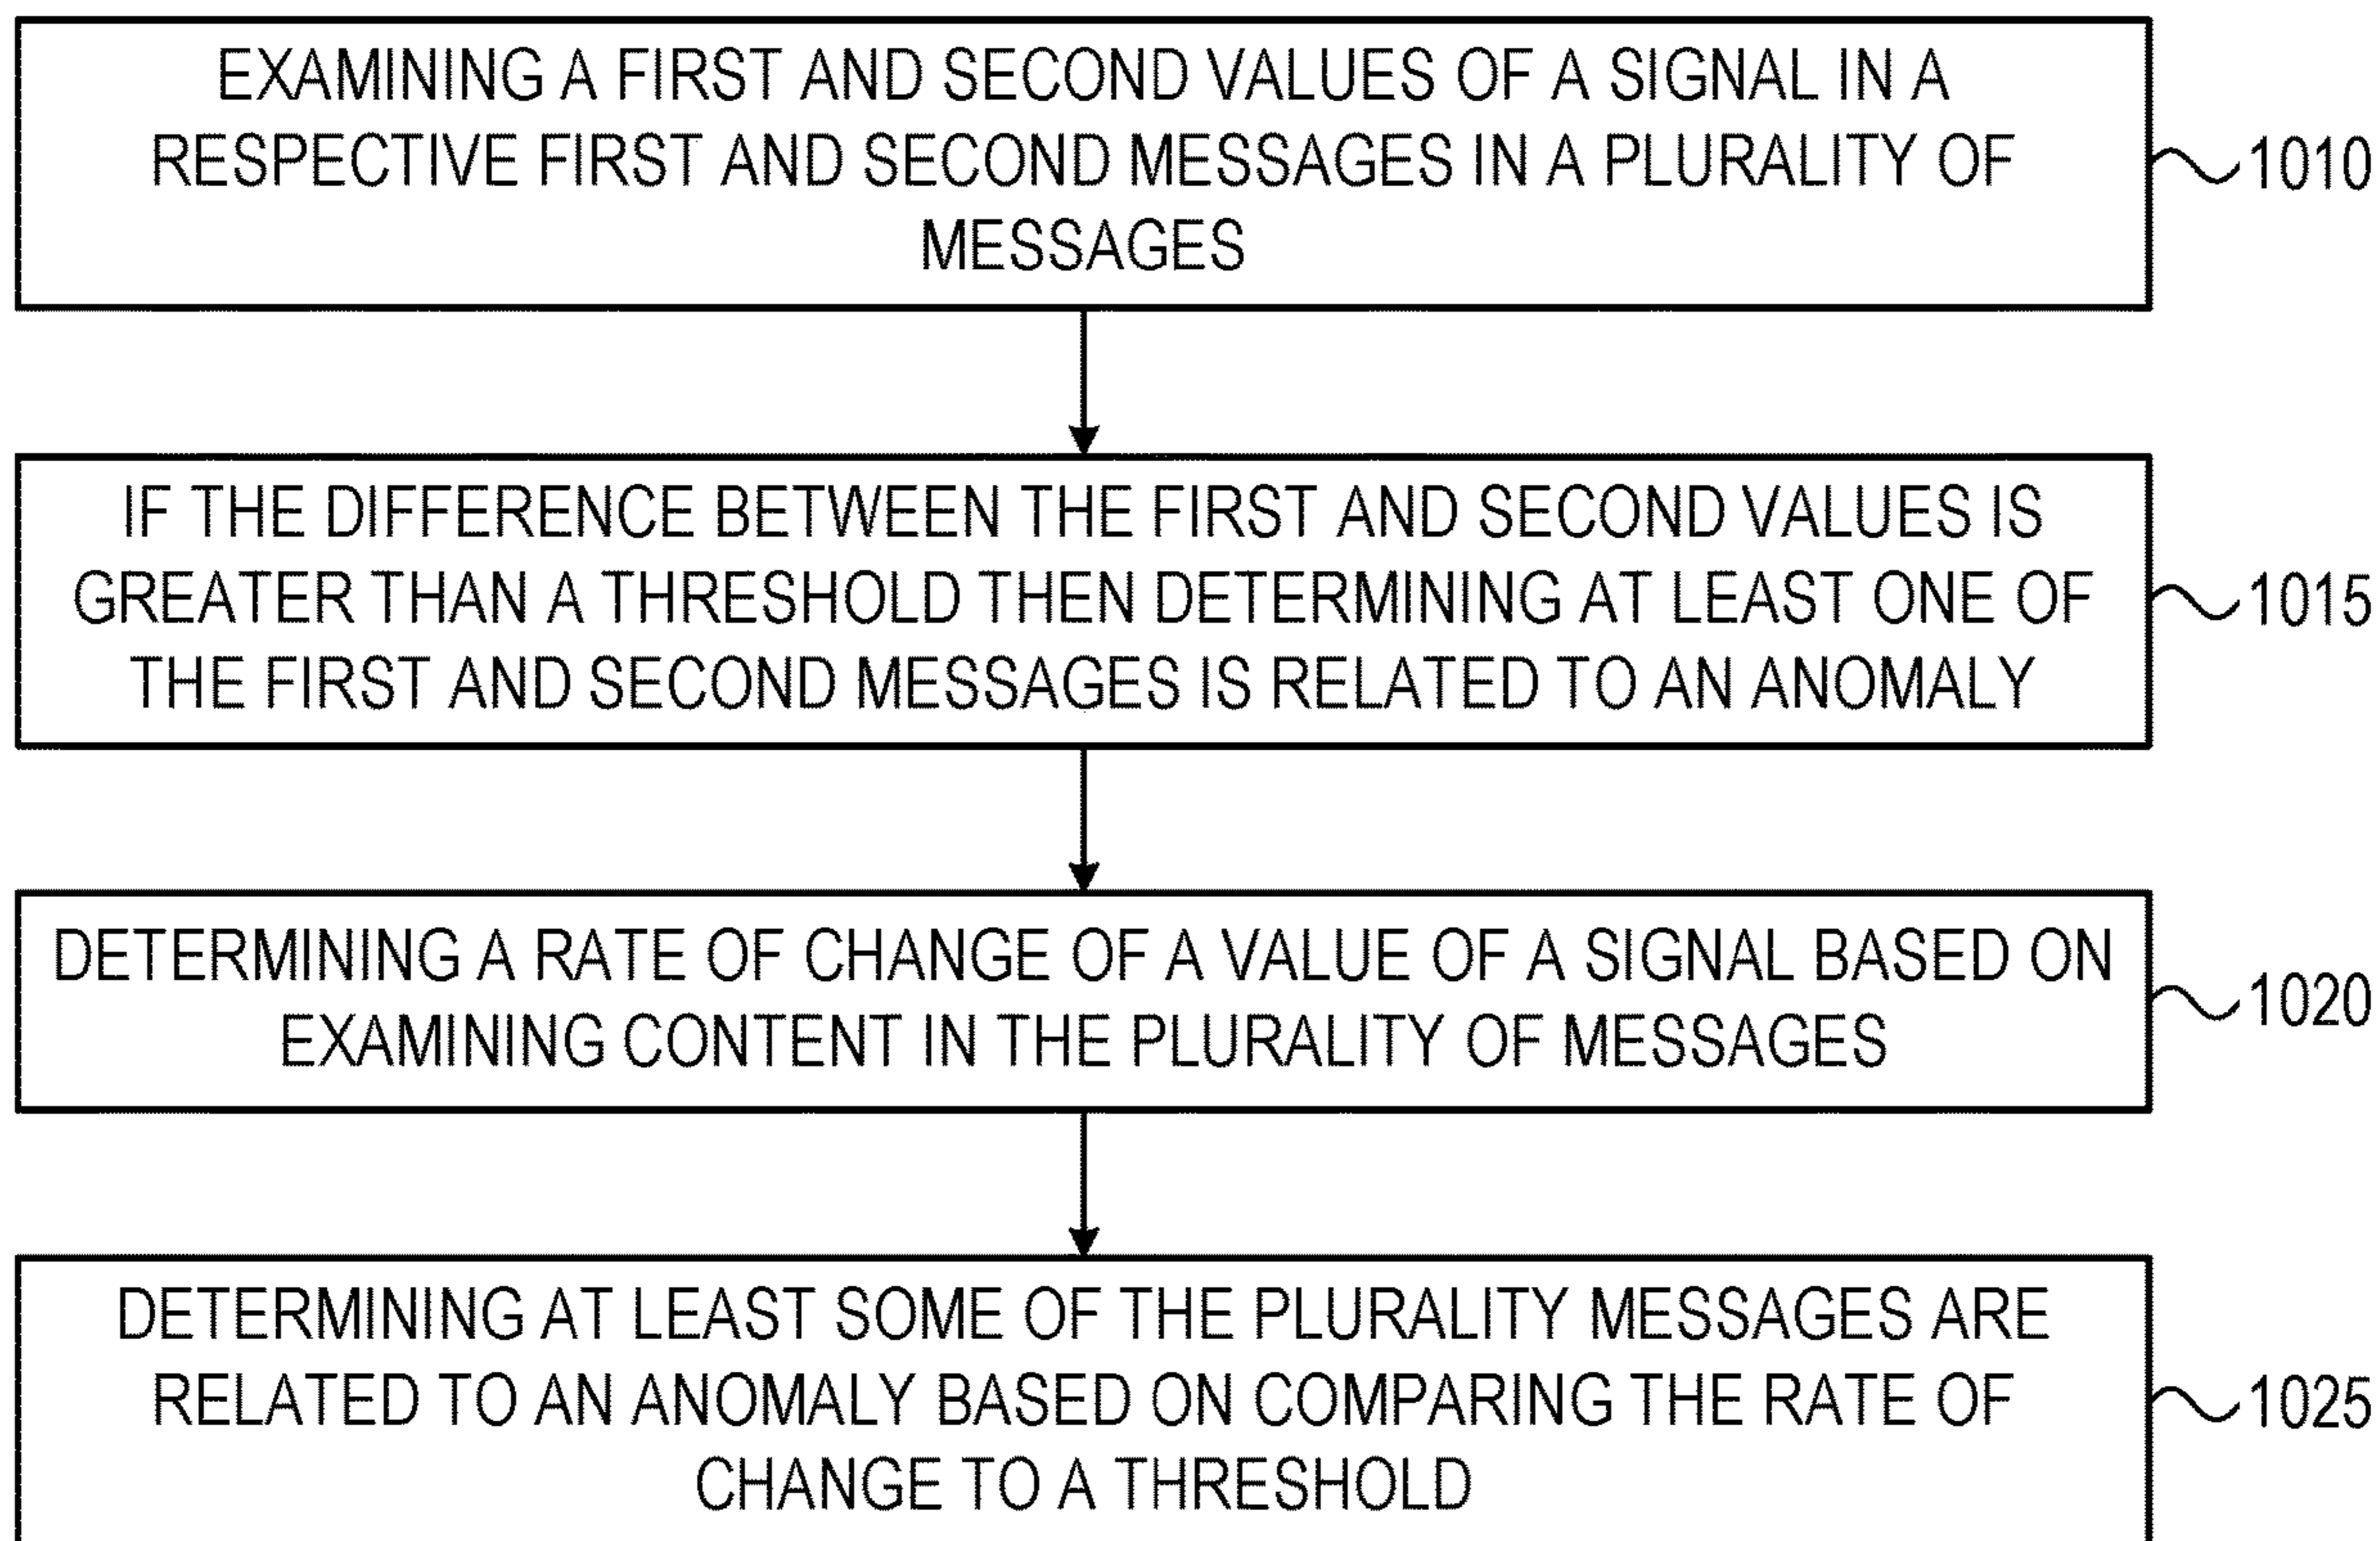 EXAMINING A FIRST AND SECOND VALUES OF A SIGNAL IN A
RESPECTIVE FIRST AND SECOND MESSAGES IN A PLURALITY OF
MESSAGES
1010
IF THE DIFFERENCE BETWEEN THE FIRST AND SECOND VALUES IS
GREATER THAN A THRESHOLD THEN DETERMINING AT LEAST ONE OF
THE FIRST AND SECOND MESSAGES IS RELATED TO AN ANOMALY
1015
DETERMINING A RATE OF CHANGE OF A VALUE OF A SIGNAL BASED ON
EXAMINING CONTENT IN THE PLURALITY OF MESSAGES
1020
DETERMINING AT LEAST SOME OF THE PLURALITY MESSAGES ARE
RELATED TO AN ANOMALY BASED ON COMPARING THE RATE OF
CHANGE TO A THRESHOLD
1025